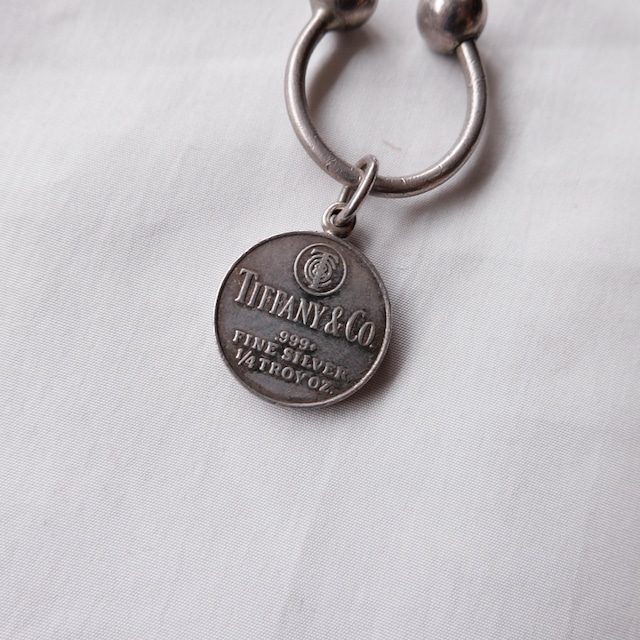 TIFFANY & CO.
.999+
FINE SILVER
1/4 TROY OZ.